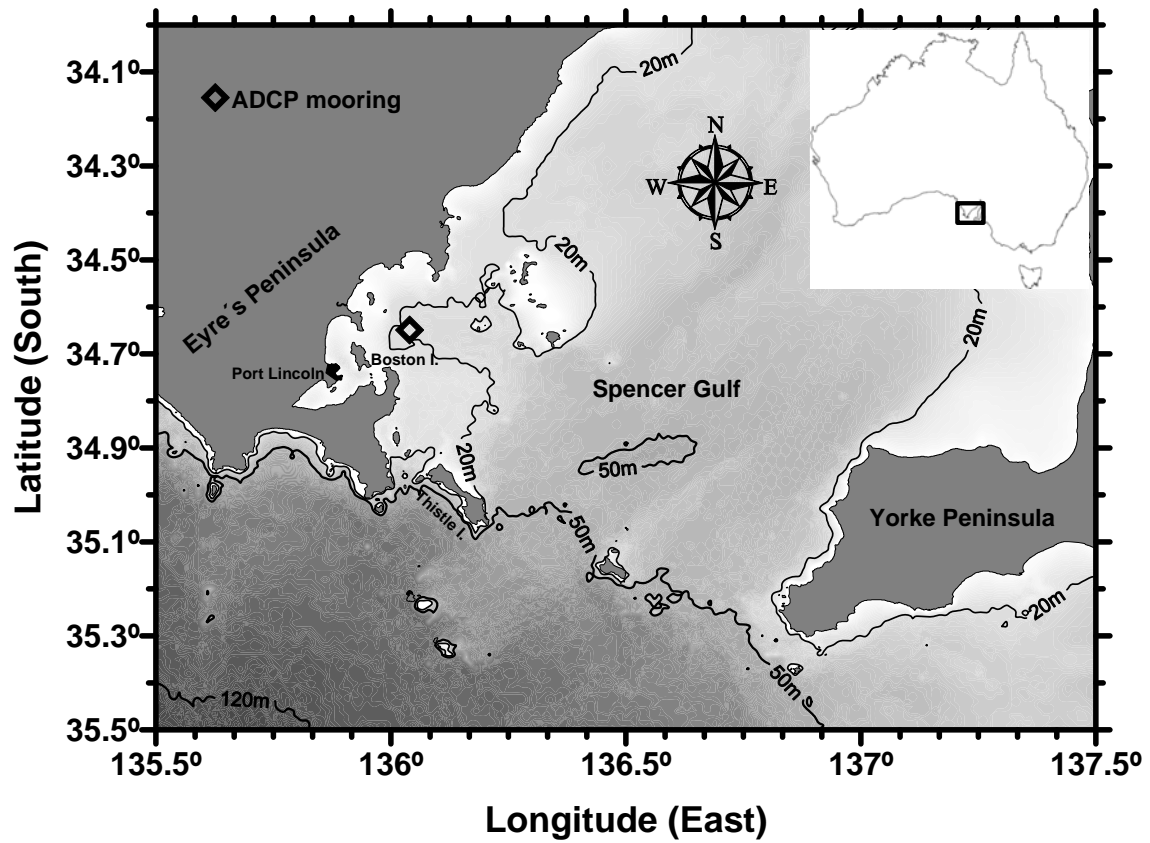 34.1º
34.3º
34.5º
34.7º
34.9º
35.1º
35.3º
35.5º
Latitude (South)
135.5º
136º
136.5º
137º
137.5º
Longitude (East)
ADCP mooring
20m
N
W
E
S
Eyre´s Peninsula
20m
20m
Boston I.
Port Lincoln
Spencer Gulf
20m
50m
Thistle I.
50m
Yorke Peninsula
20m
50m
120m